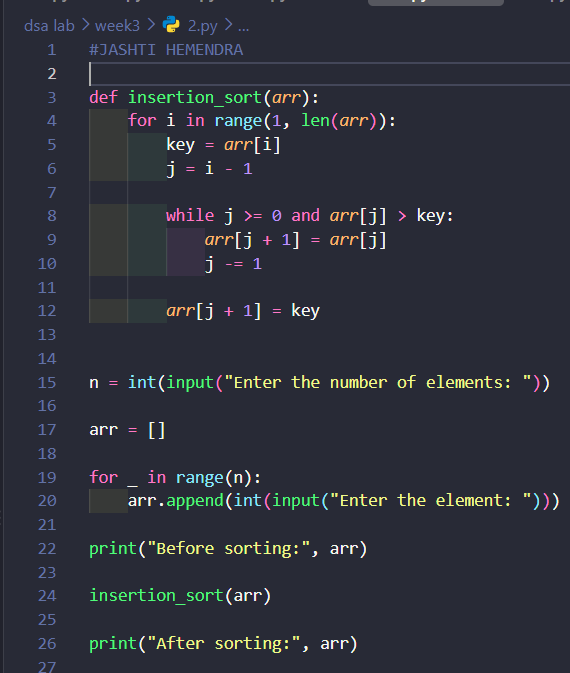 dsa lab > week3 > 2.py > ...
1 #JASHTI HEMENDRA
2
3 def insertion_sort(arr):
4     for i in range(1, len(arr)):
5         key = arr[i]
6         j = i - 1
7
8         while j >= 0 and arr[j] > key:
9             arr[j + 1] = arr[j]
10             j -= 1
11
12         arr[j + 1] = key
13
14
15 n = int(input("Enter the number of elements: "))
16
17 arr = []
18
19 for _ in range(n):
20     arr.append(int(input("Enter the element: ")))
21
22 print("Before sorting:", arr)
23
24 insertion_sort(arr)
25
26 print("After sorting:", arr)
27